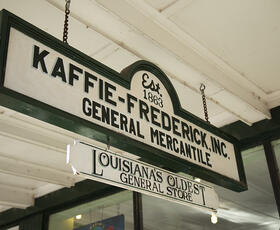 Est.
1863
KAFFIE-FREDERICK, INC.
GENERAL MERCANTILE
LOUISIANA'S OLDEST
GENERAL STORE